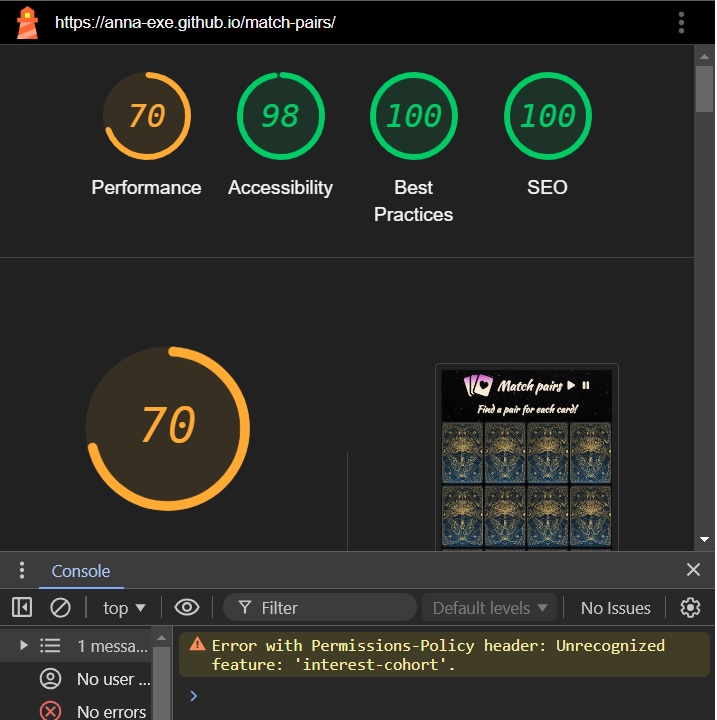 https://anna-exe.github.io/match-pairs/
70 98 100 100
Performance Accessibility Best Practices SEO
70
Match pairs
Find a pair for each card!
Console
top Filter Default levels No Issues
1 messa...
Error with Permissions-Policy header: Unrecognized
feature: 'interest-cohort'.
No user ...
No errors